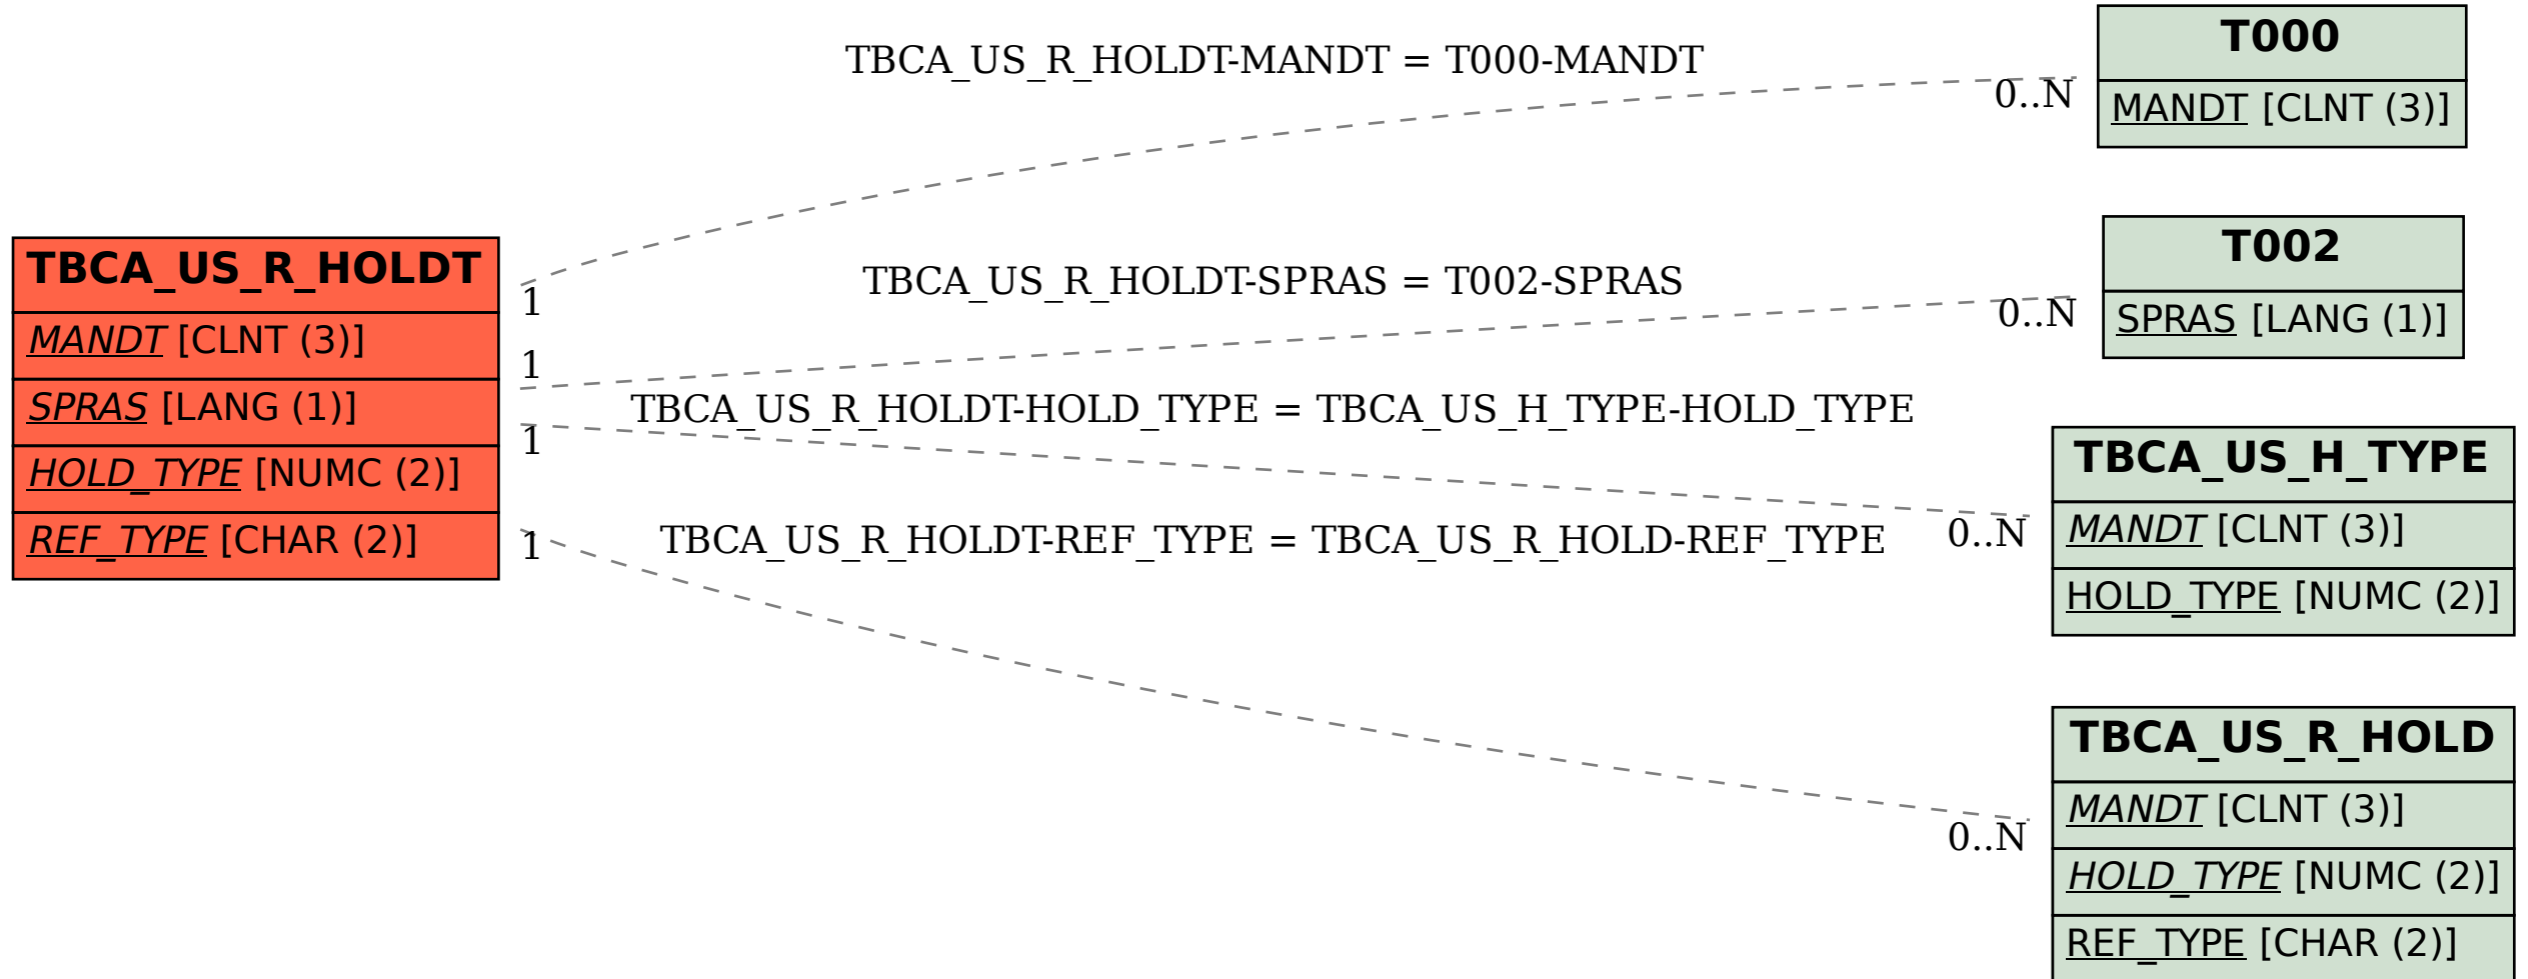 TBCA_US_R_HOLDT
MANDT [CLNT (3)]
SPRAS [LANG (1)]
HOLD_TYPE [NUMC (2)]
REF_TYPE [CHAR (2)]
TBCA_US_R_HOLDT-MANDT = T000-MANDT
1
0..N
TBCA_US_R_HOLDT-SPRAS = T002-SPRAS
1
0..N
TBCA_US_R_HOLDT-HOLD_TYPE = TBCA_US_H_TYPE-HOLD_TYPE
1
0..N
TBCA_US_R_HOLDT-REF_TYPE = TBCA_US_R_HOLD-REF_TYPE
1
0..N
T000
MANDT [CLNT (3)]
T002
SPRAS [LANG (1)]
TBCA_US_H_TYPE
MANDT [CLNT (3)]
HOLD_TYPE [NUMC (2)]
TBCA_US_R_HOLD
MANDT [CLNT (3)]
HOLD_TYPE [NUMC (2)]
REF_TYPE [CHAR (2)]